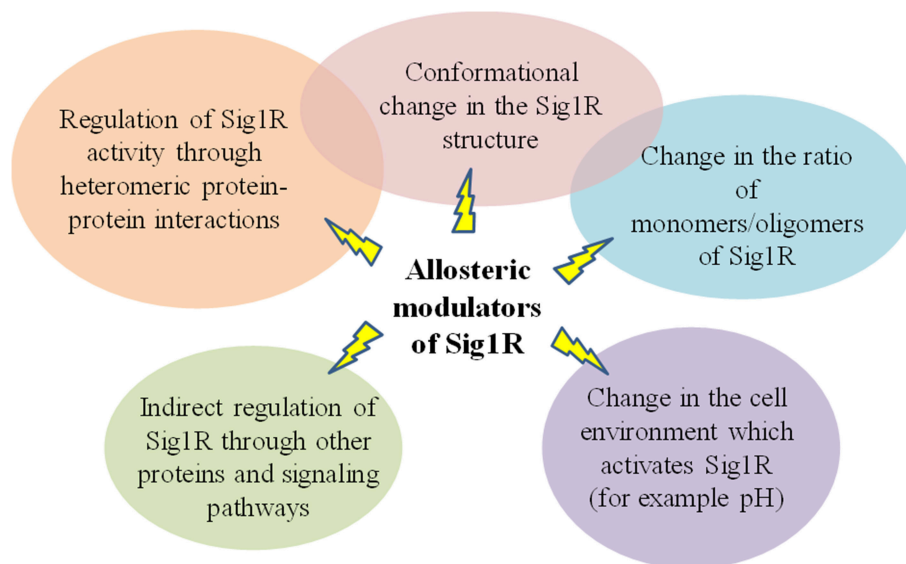 Regulation of Sig1R
activity through
heteromeric protein-
protein interactions
Conformational
change in the Sig1R
structure
Change in the ratio
of
monomers/oligomers
of Sig1R
Allosteric
modulators
of Sig1R
Indirect regulation of
Sig1R through other
proteins and signaling
pathways
Change in the cell
environment which
activates Sig1R
(for example pH)